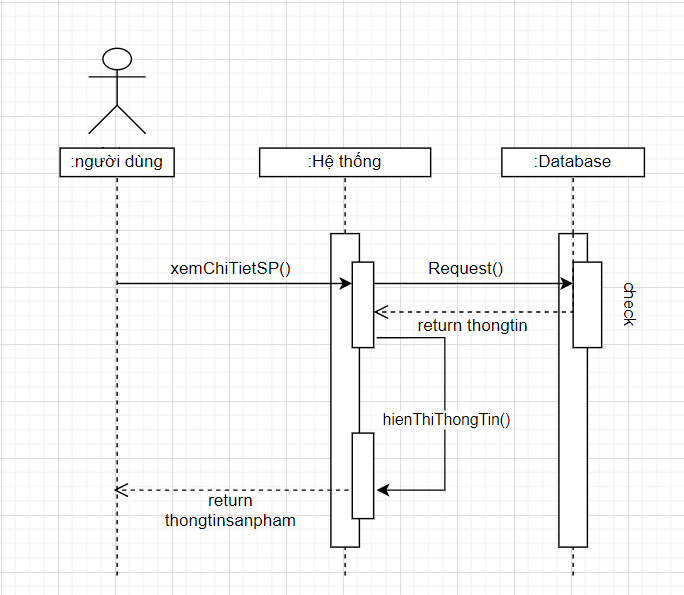 :người dùng
:Hệ thống
:Database
xemChiTietSP()
Request()
check
return thongtin
hienThiThongTin()
return
thongtinsanpham